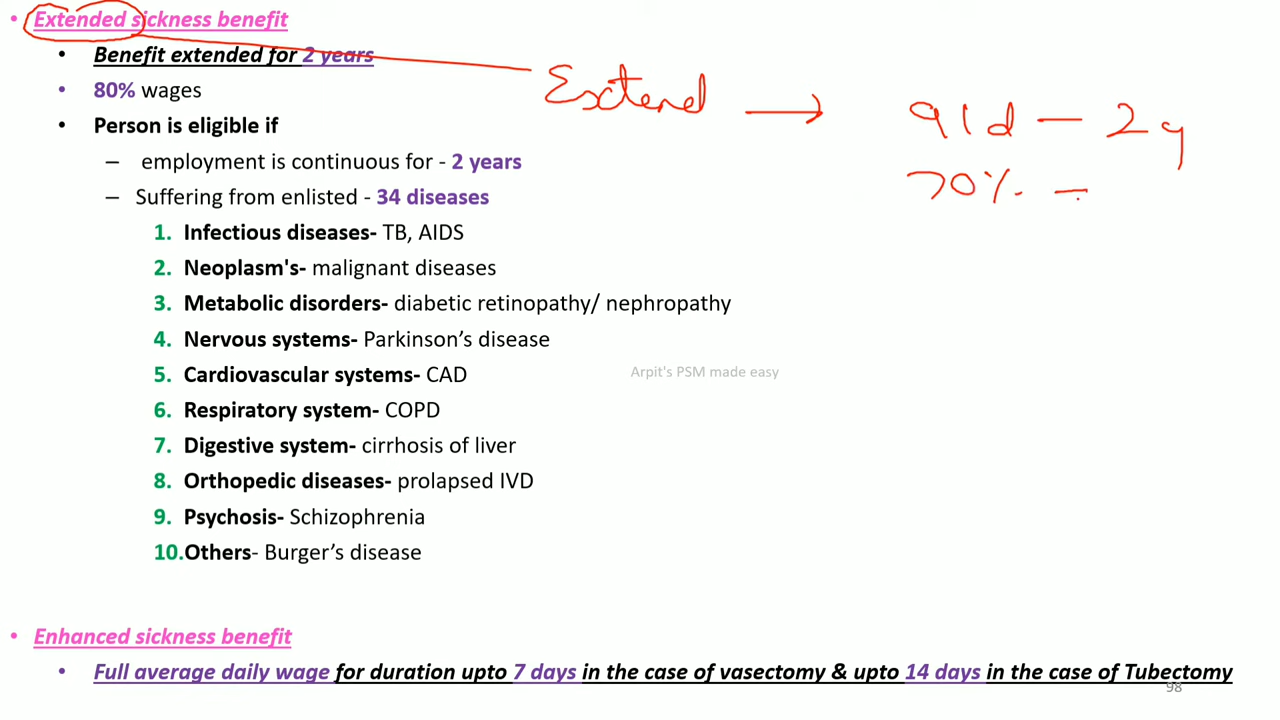 • Extended sickness benefit
• Benefit extended for 2 years
• 80% wages
• Person is eligible if
– employment is continuous for - 2 years
– Suffering from enlisted - 34 diseases
1. Infectious diseases- TB, AIDS
2. Neoplasm's- malignant diseases
3. Metabolic disorders- diabetic retinopathy/ nephropathy
4. Nervous systems- Parkinson’s disease
5. Cardiovascular systems- CAD
6. Respiratory system- COPD
7. Digestive system- cirrhosis of liver
8. Orthopedic diseases- prolapsed IVD
9. Psychosis- Schizophrenia
10.Others- Burger’s disease
Extend → 91d — 2y
70% —
Arpit's PSM made easy
• Enhanced sickness benefit
• Full average daily wage for duration upto 7 days in the case of vasectomy & upto 14 days in the case of Tubectomy
98